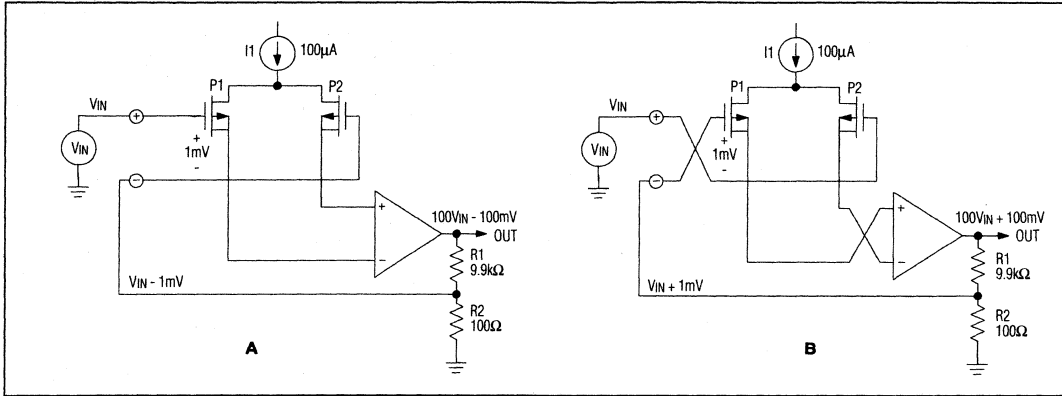 I1 100µA
P1 P2
VIN
+
VIN
+
1mV
-
−
+
−
100VIN - 100mV
OUT
R1
9.9kΩ
VIN - 1mV
R2
100Ω
A
I1 100µA
P1 P2
VIN
+
VIN
+
1mV
-
−
+
−
100VIN + 100mV
OUT
R1
9.9kΩ
VIN + 1mV
R2
100Ω
B